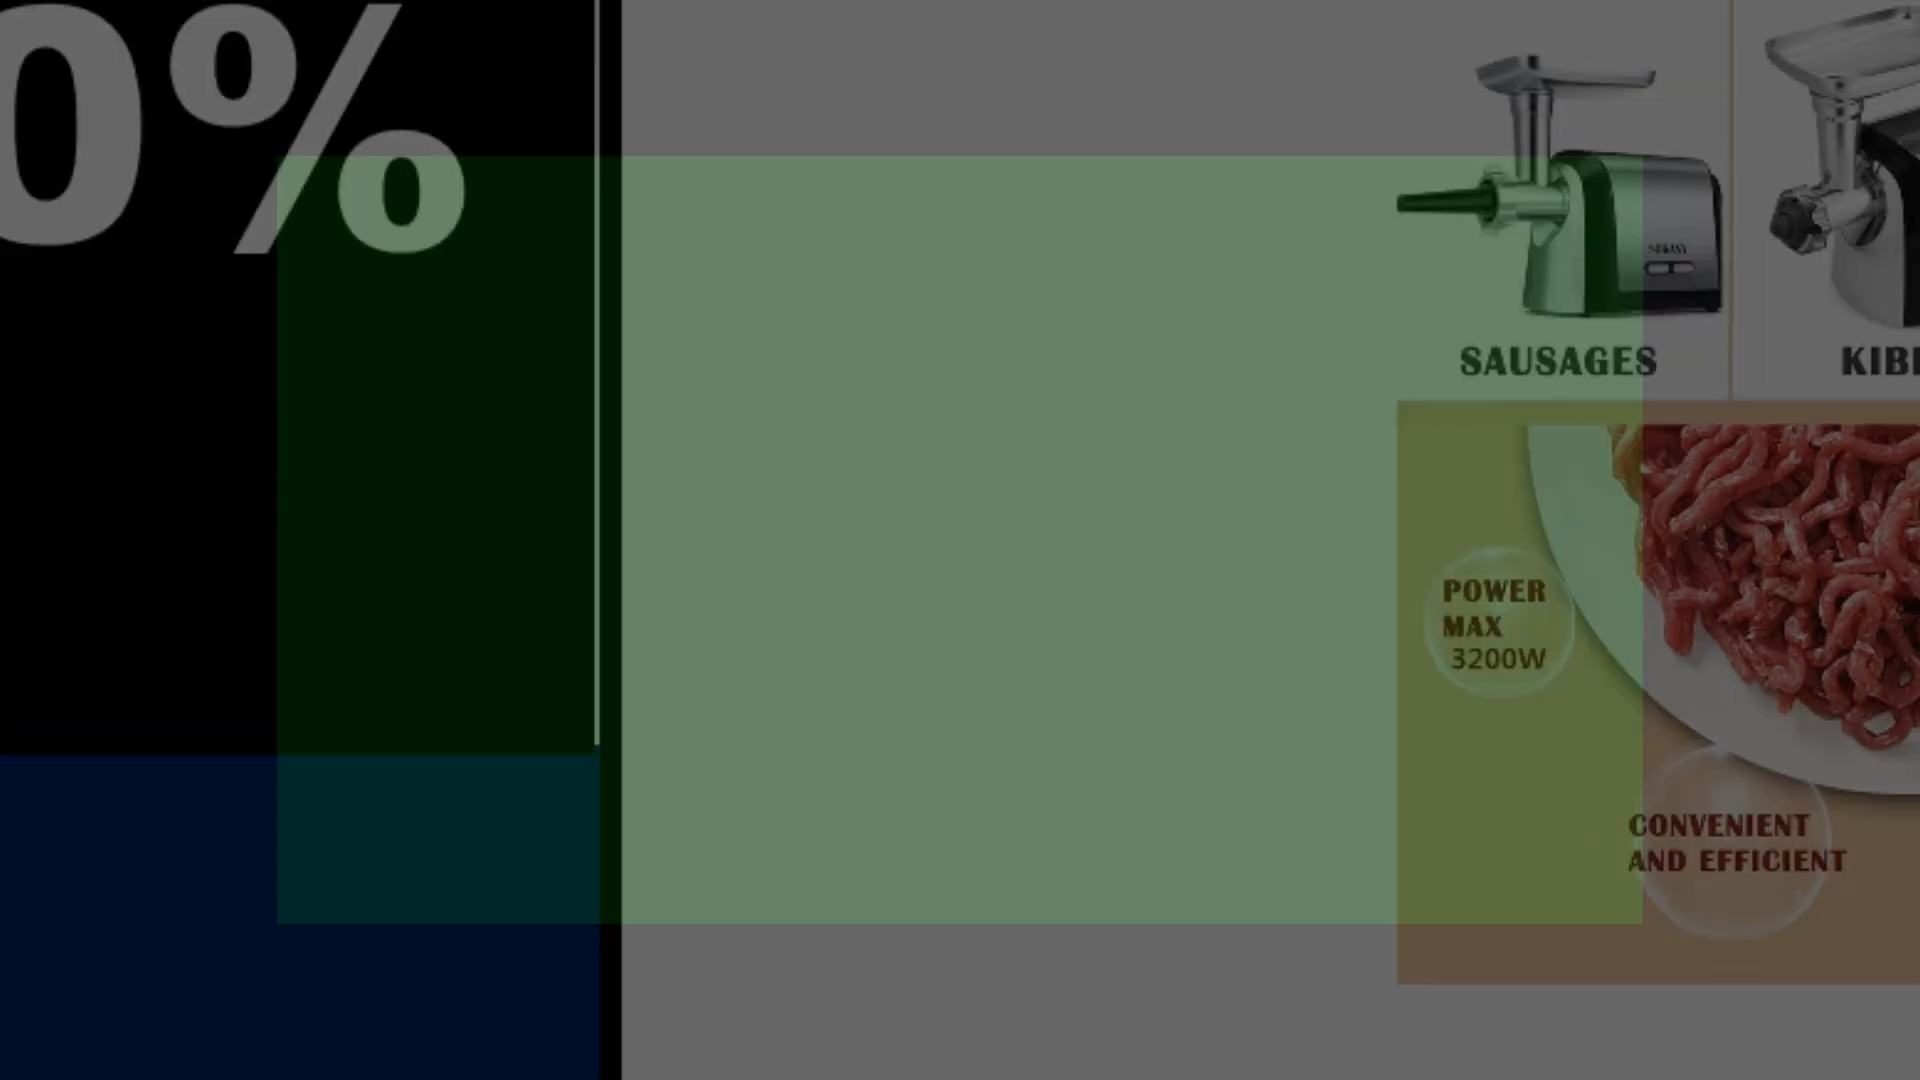 0%
SAUSAGES
POWER
MAX
3200W
CONVENIENT
AND EFFICIENT